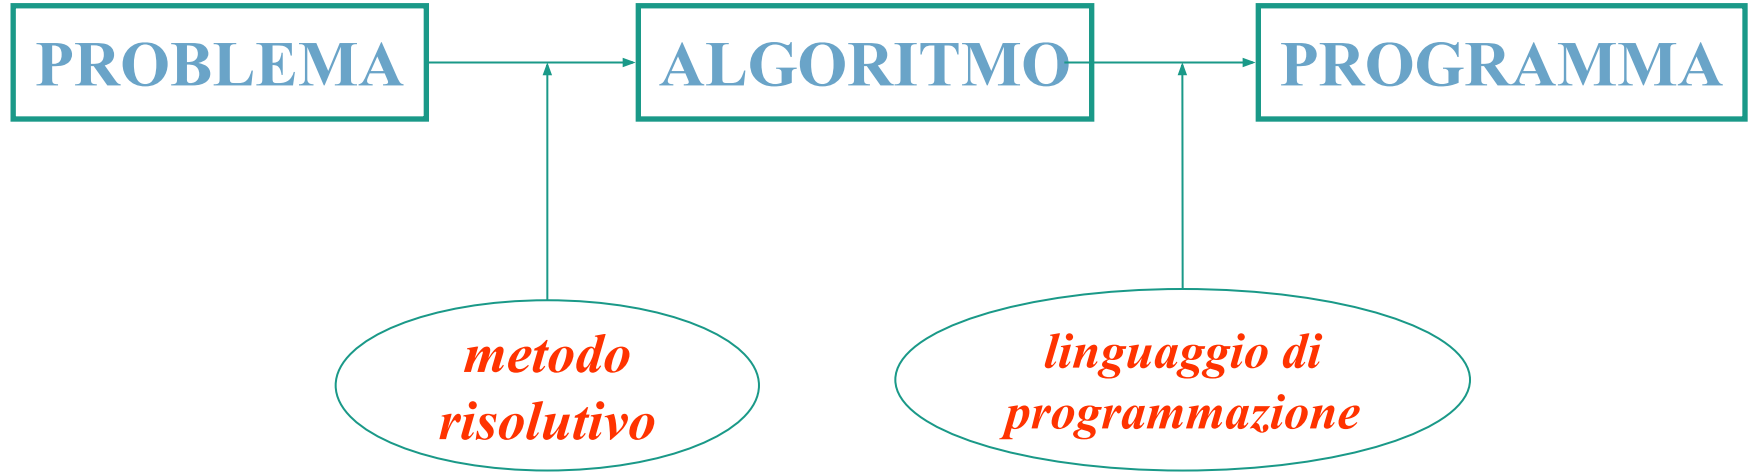 PROBLEMA ALGORITMO PROGRAMMA
metodo
risolutivo
linguaggio di
programmazione